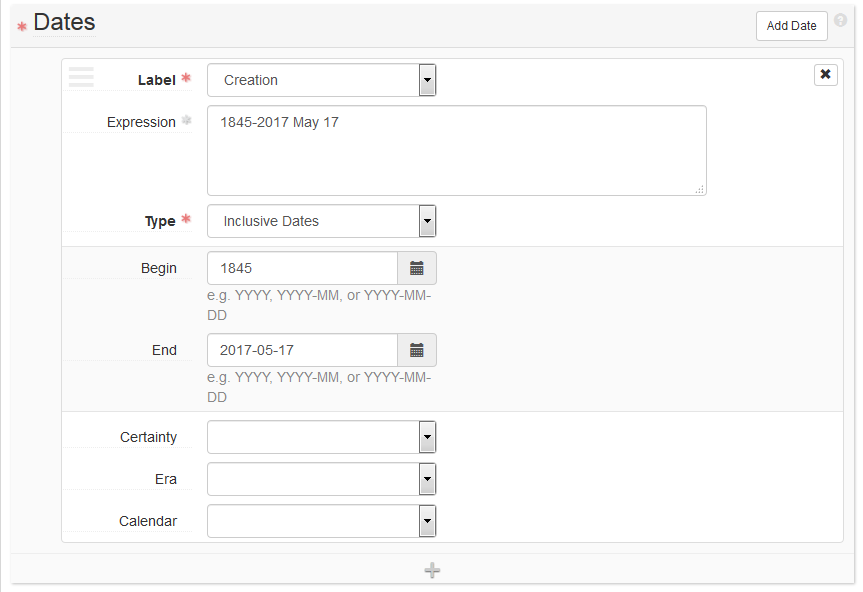 * Dates
Add Date
?
Label *
Creation
Expression *
1845-2017 May 17
Type *
Inclusive Dates
Begin
1845
e.g. YYYY, YYYY-MM, or YYYY-MM-
DD
End
2017-05-17
e.g. YYYY, YYYY-MM, or YYYY-MM-
DD
Certainty
Era
Calendar